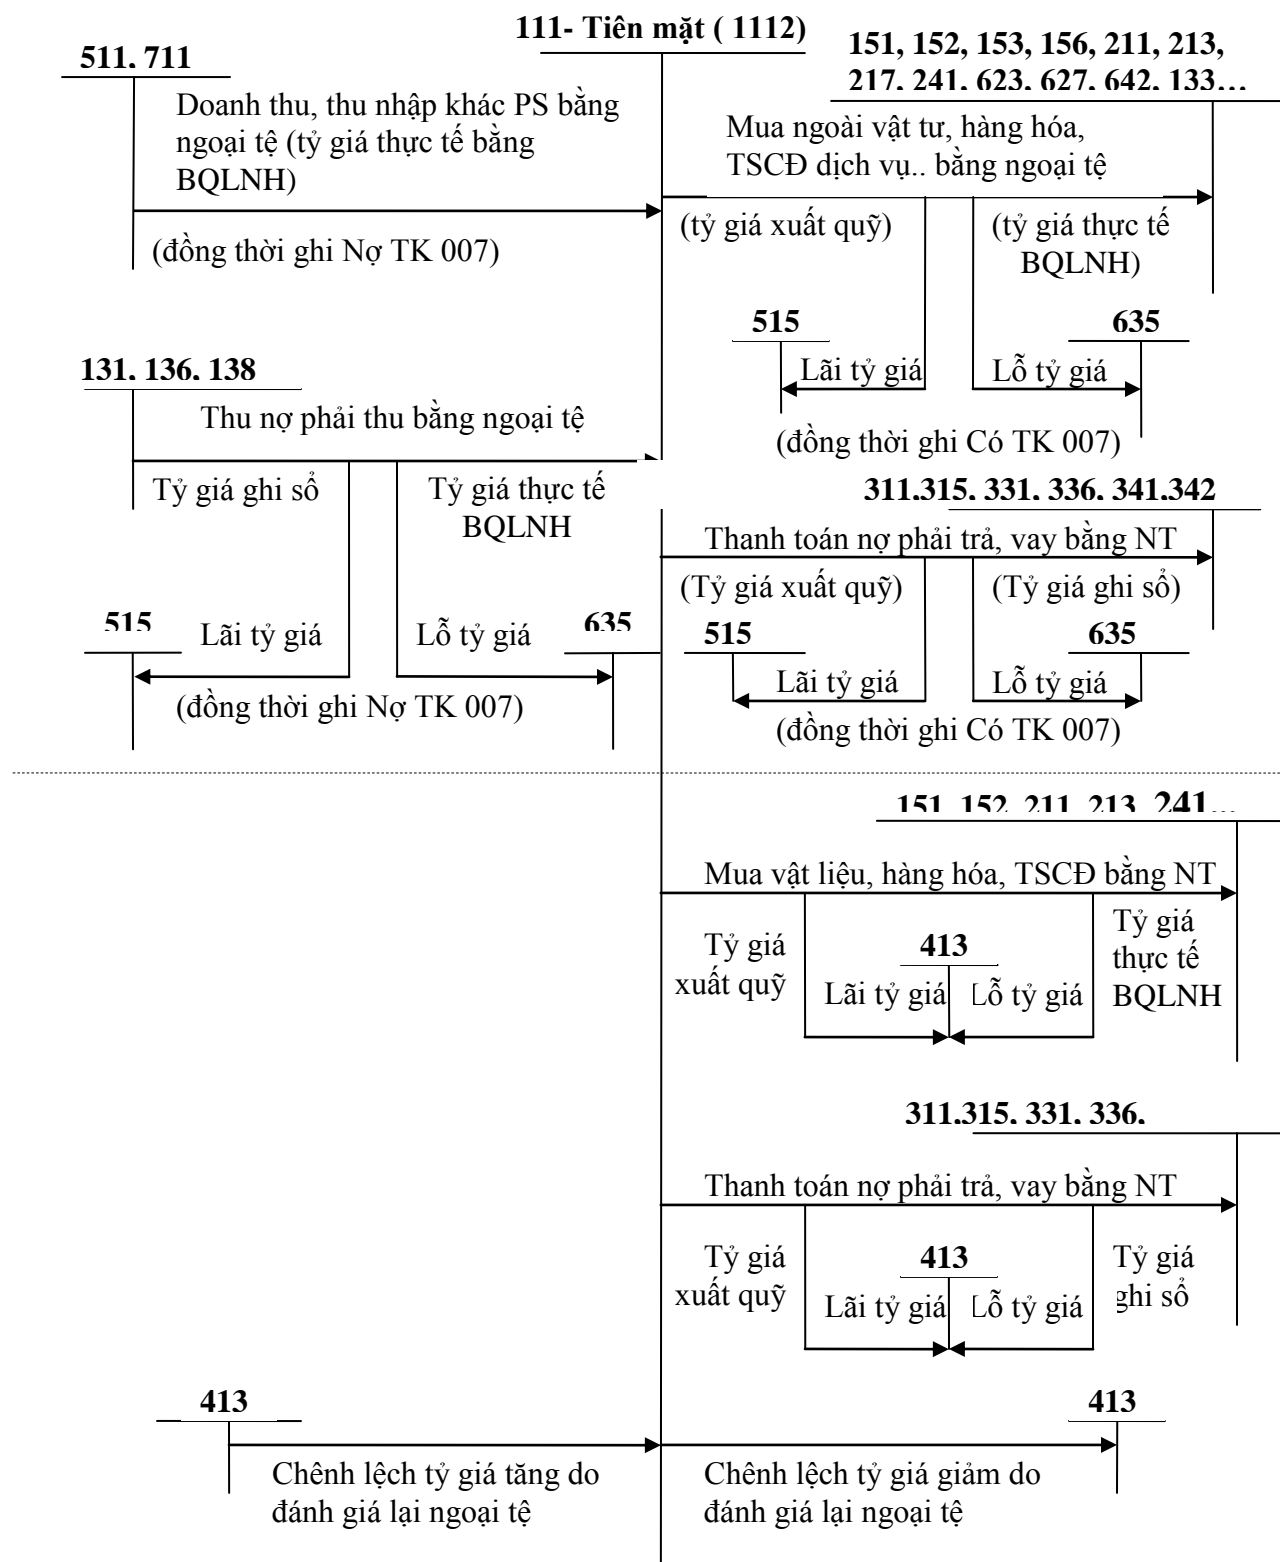 111- Tiên mặt ( 1112)
511, 711
Doanh thu, thu nhập khác PS bằng
ngoại tệ (tỷ giá thực tế bằng
BQLNH)
(đồng thời ghi Nợ TK 007)
151, 152, 153, 156, 211, 213,
217, 241, 623, 627, 642, 133…
Mua ngoài vật tư, hàng hóa,
TSCĐ dịch vụ.. bằng ngoại tệ
(tỷ giá xuất quỹ)
(tỷ giá thực tế
BQLNH)
515
635
Lãi tỷ giá
Lỗ tỷ giá
(đồng thời ghi Có TK 007)
131, 136, 138
Thu nợ phải thu bằng ngoại tệ
Tỷ giá ghi sổ
Tỷ giá thực tế
BQLNH
515
Lãi tỷ giá
Lỗ tỷ giá
635
(đồng thời ghi Nợ TK 007)
311,315, 331, 336, 341,342
Thanh toán nợ phải trả, vay bằng NT
(Tỷ giá xuất quỹ)
(Tỷ giá ghi sổ)
515
635
Lãi tỷ giá
Lỗ tỷ giá
(đồng thời ghi Có TK 007)
151, 152, 211, 213, 241...
Mua vật liệu, hàng hóa, TSCĐ bằng NT
Tỷ giá
xuất quỹ
413
Lãi tỷ giá
Lỗ tỷ giá
Tỷ giá
thực tế
BQLNH
311,315, 331, 336,
Thanh toán nợ phải trả, vay bằng NT
Tỷ giá
xuất quỹ
413
Lãi tỷ giá
Lỗ tỷ giá
Tỷ giá
ghi sổ
413
Chênh lệch tỷ giá tăng do
đánh giá lại ngoại tệ
413
Chênh lệch tỷ giá giảm do
đánh giá lại ngoại tệ